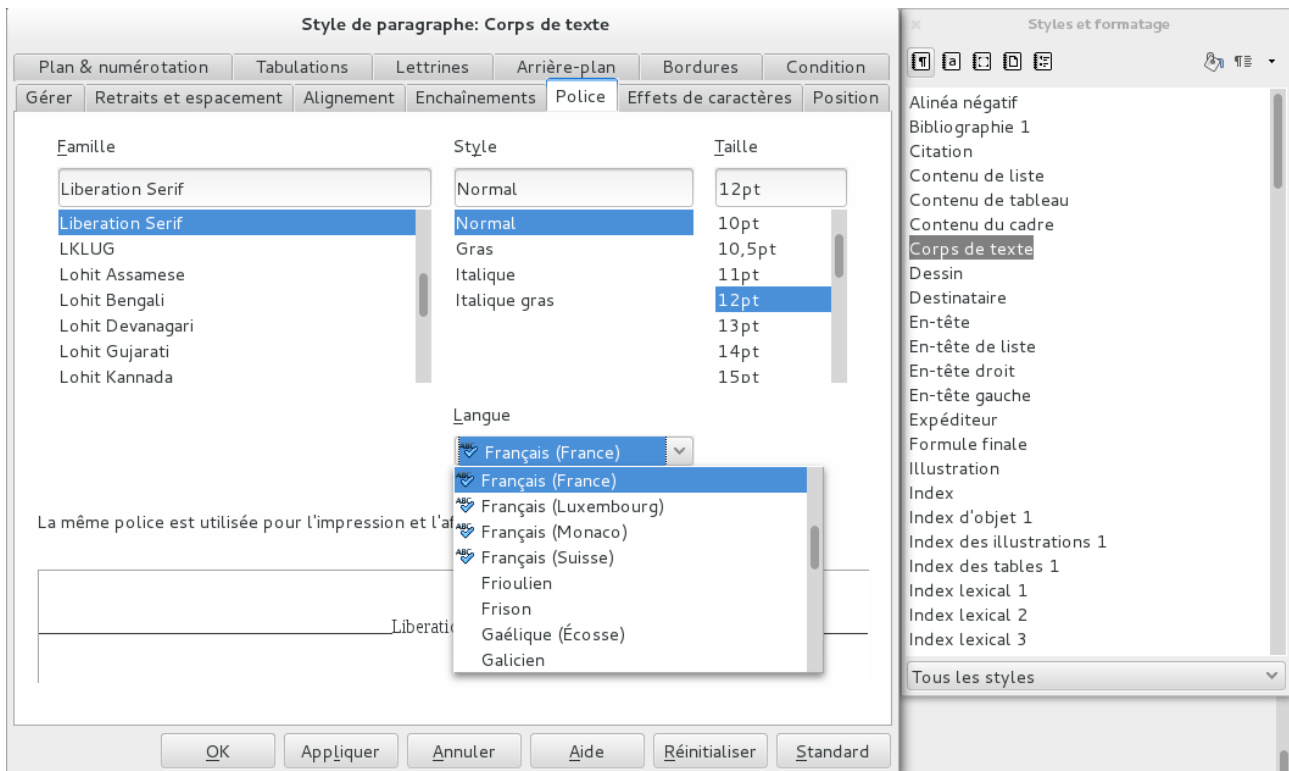 Style de paragraphe: Corps de texte
Plan & numérotation Tabulations Lettrines Arrière-plan Bordures Condition
Gérer Retraits et espacement Alignement Enchaînements Police Effets de caractères Position
Famille Style Taille
Liberation Serif Normal 12pt
Liberation Serif Normal 10pt
LKLUG Gras 10,5pt
Lohit Assamese Italique 11pt
Lohit Bengali Italique gras 12pt
Lohit Devanagari 13pt
Lohit Gujarati 14pt
Lohit Kannada 15pt
Langue
Français (France)
Français (France)
Français (Luxembourg)
Français (Monaco)
Français (Suisse)
Frioulien
Frison
Gaélique (Écosse)
Galicien
La même police est utilisée pour l'impression et l'
OK Appliquer Annuler Aide Réinitialiser Standard
Styles et formatage
Alinéa négatif
Bibliographie 1
Citation
Contenu de liste
Contenu de tableau
Contenu du cadre
Corps de texte
Dessin
Destinataire
En-tête
En-tête de liste
En-tête droit
En-tête gauche
Expéditeur
Formule finale
Illustration
Index
Index d'objet 1
Index des illustrations 1
Index des tables 1
Index lexical 1
Index lexical 2
Index lexical 3
Tous les styles